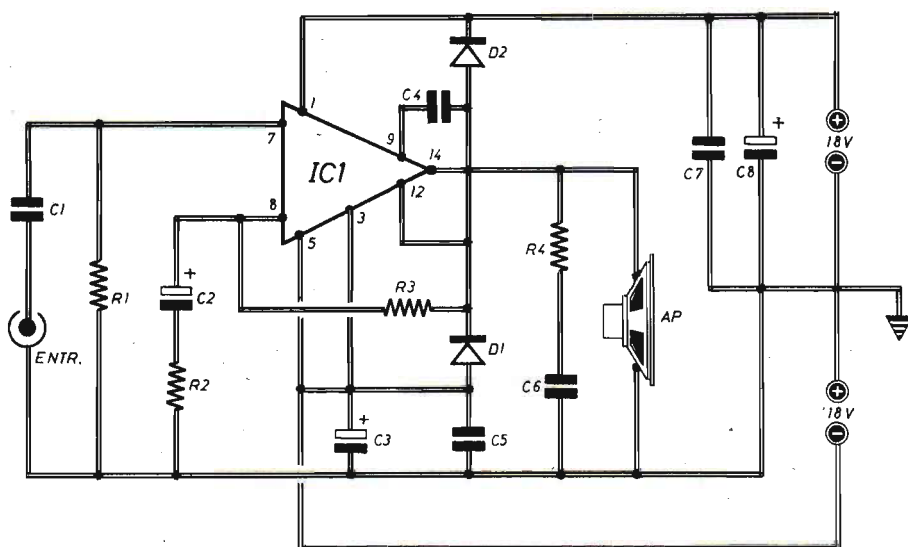 D2
C4
1
+
9
7
14
C7
C8
18V
IC1
12
C1
8
3
5
R4
+
R3
R1
C2
AP
ENTR.
D1
R2
C6
18V
+
C3
C5